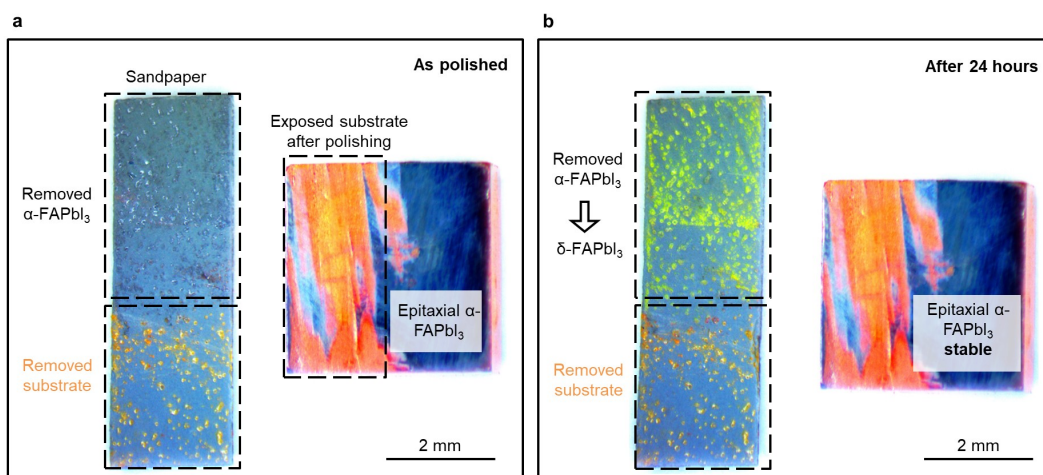 a
As polished
Sandpaper
Exposed substrate
after polishing
Removed
α-FAPbI₃
Epitaxial α-
FAPbI₃
Removed
substrate
2 mm
b
After 24 hours
Removed
α-FAPbI₃
δ-FAPbI₃
Epitaxial α-
FAPbI₃
stable
Removed
substrate
2 mm